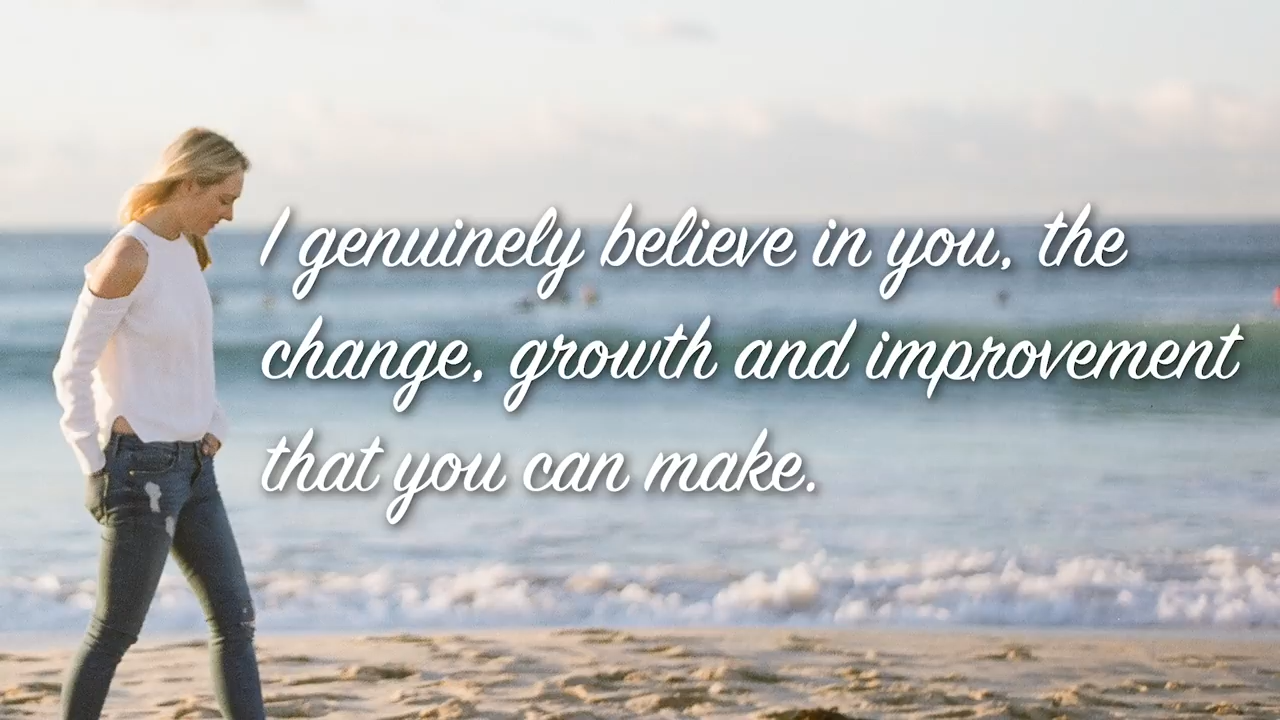 I genuinely believe in you, the
change, growth and improvement
that you can make.